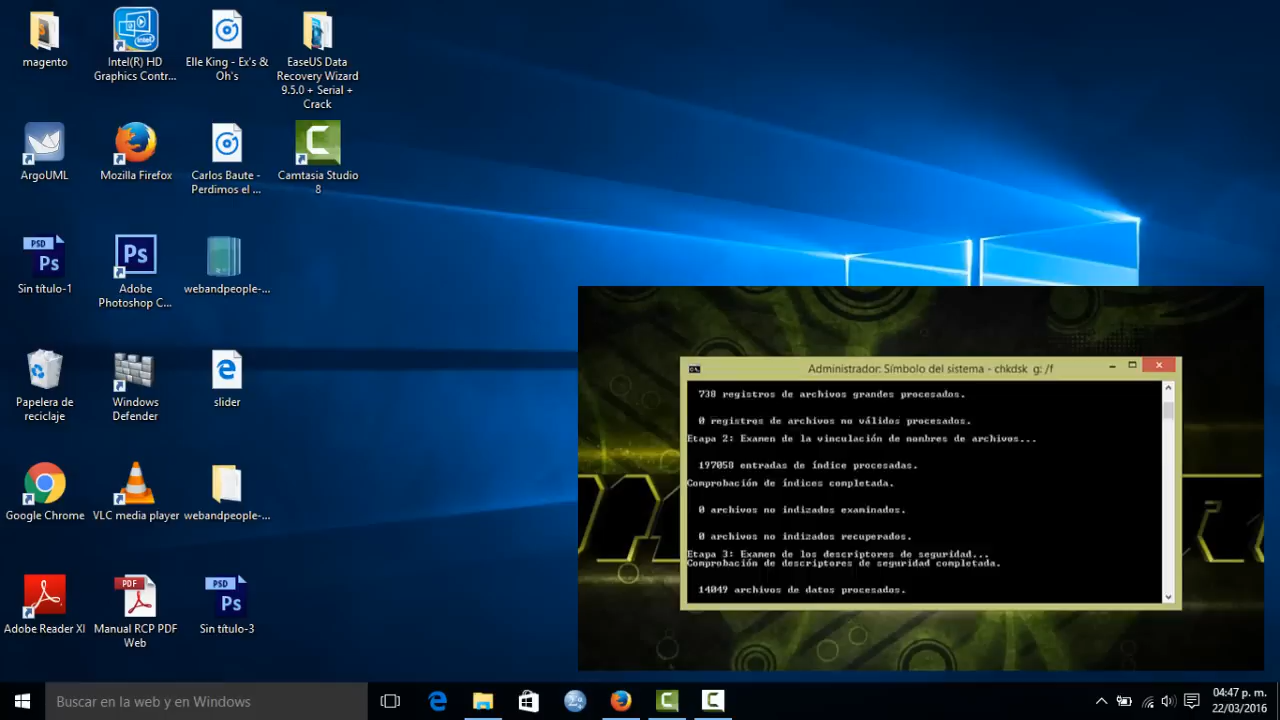 magento
Intel(R) HD
Graphics Contr...
Elle King - Ex's &
Oh's
EaseUS Data
Recovery Wizard
9.5.0 + Serial +
Crack
ArgoUML
Mozilla Firefox
Carlos Baute -
Perdimos el ...
Camtasia Studio
8
PSD
Ps
Sin título-1
Ps
Adobe
Photoshop C...
webandpeople-...
Papelera de
reciclaje
Windows
Defender
slider
Google Chrome
VLC media player
webandpeople-...
Adobe Reader XI
PDF
Manual RCP PDF
Web
PSD
Ps
Sin título-3
Administrador: Símbolo del sistema - chkdsk g: /f
738 registros de archivos grandes procesados.
0 registros de archivos no válidos procesados.
Etapa 2: Examen de la vinculación de nombres de archivos...
197058 entradas de índice procesadas.
Comprobación de índices completada.
0 archivos no indizados examinados.
0 archivos no indizados recuperados.
Etapa 3: Examen de los descriptores de seguridad...
Comprobación de descriptores de seguridad completada.
14049 archivos de datos procesados.
Buscar en la web y en Windows
04:47 p. m.
22/03/2016